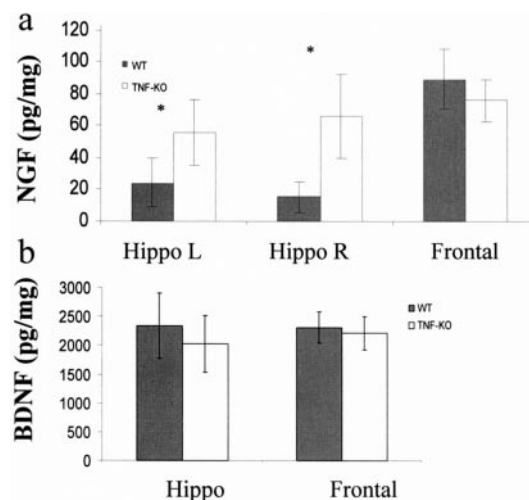 a
NGF (pg/mg)
120
100
80
60
40
20
0
WT
TNF-KO
*
*
Hippo L Hippo R Frontal
b
BDNF (pg/mg)
3000
2500
2000
1500
1000
500
0
WT
TNF-KO
Hippo Frontal